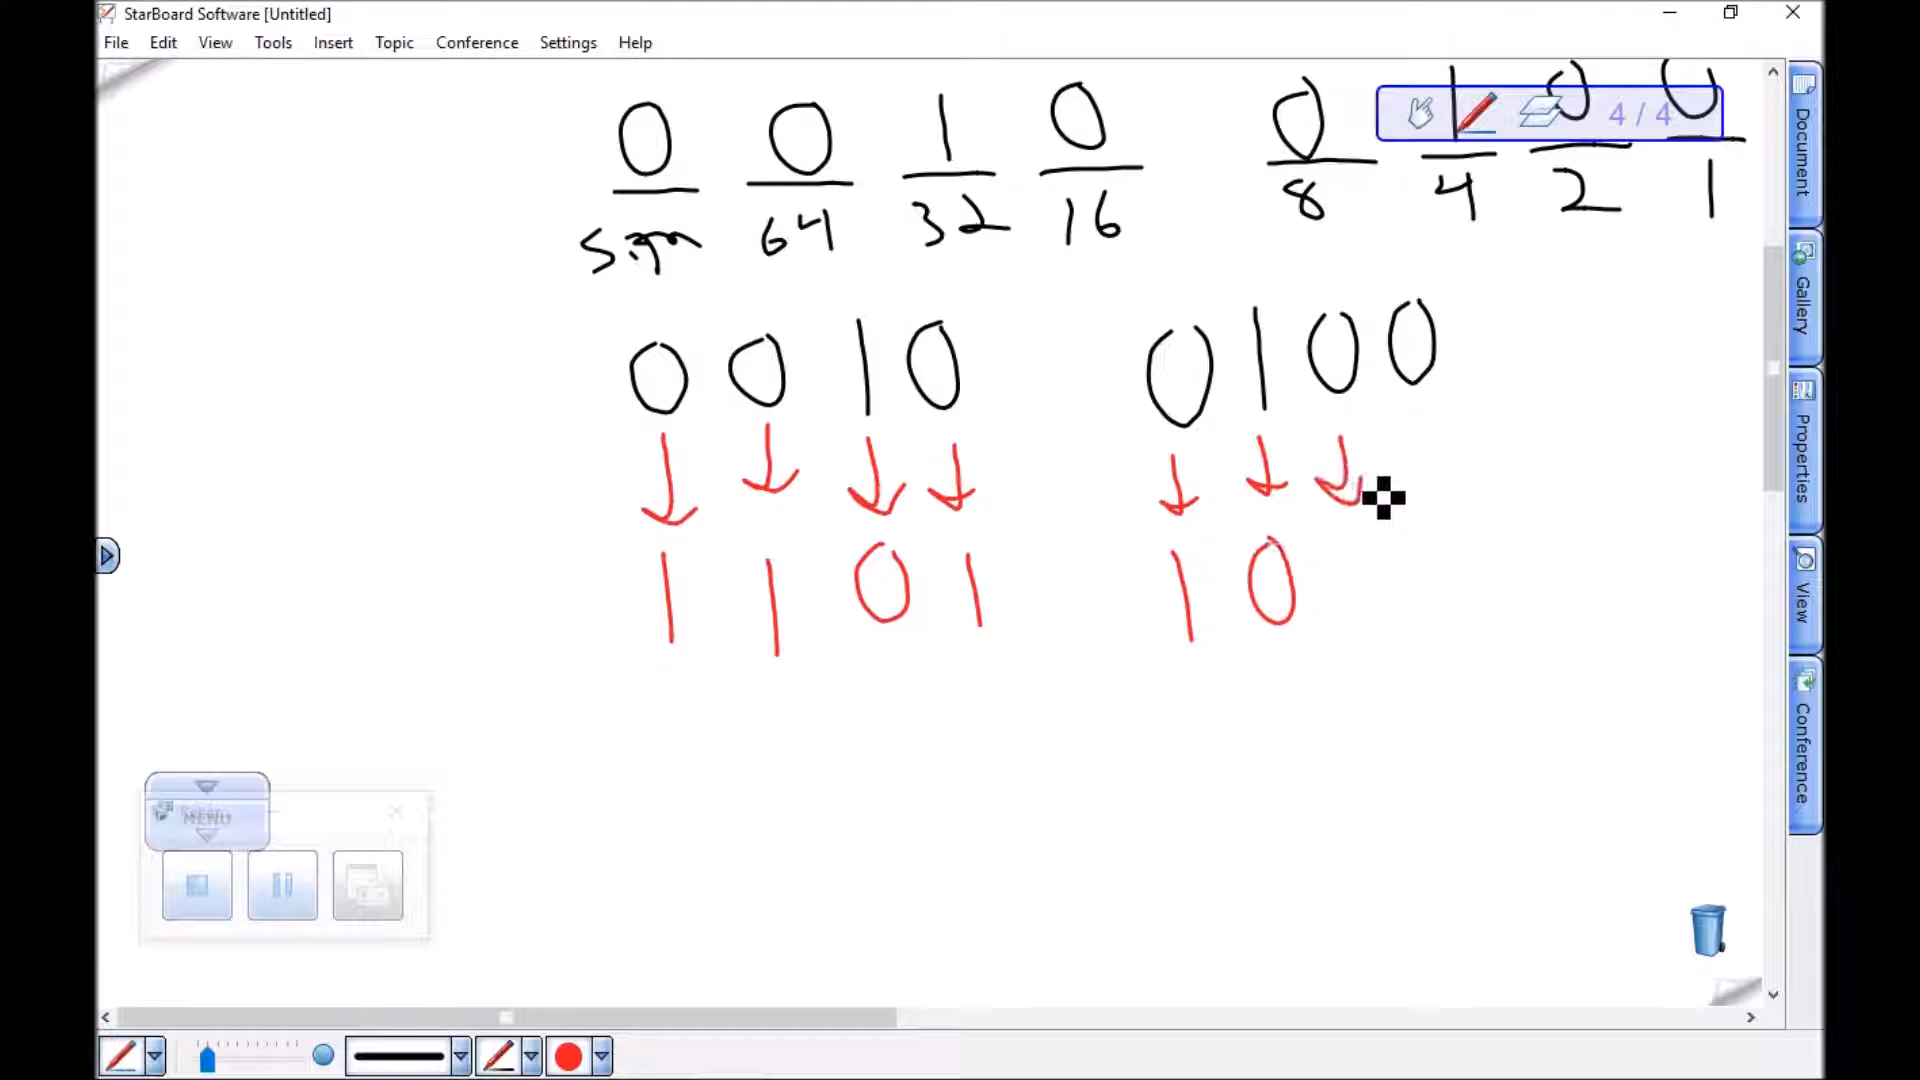 StarBoard Software [Untitled]
File Edit View Tools Insert Topic Conference Settings Help
4 / 4
0 0 1 0 0 1 0 0
sign 64 32 16 8 4 2 1
0 0 1 0 0 1 0 0
1 1 0 1 1 0
MENU
Document
Gallery
Properties
View
Conference